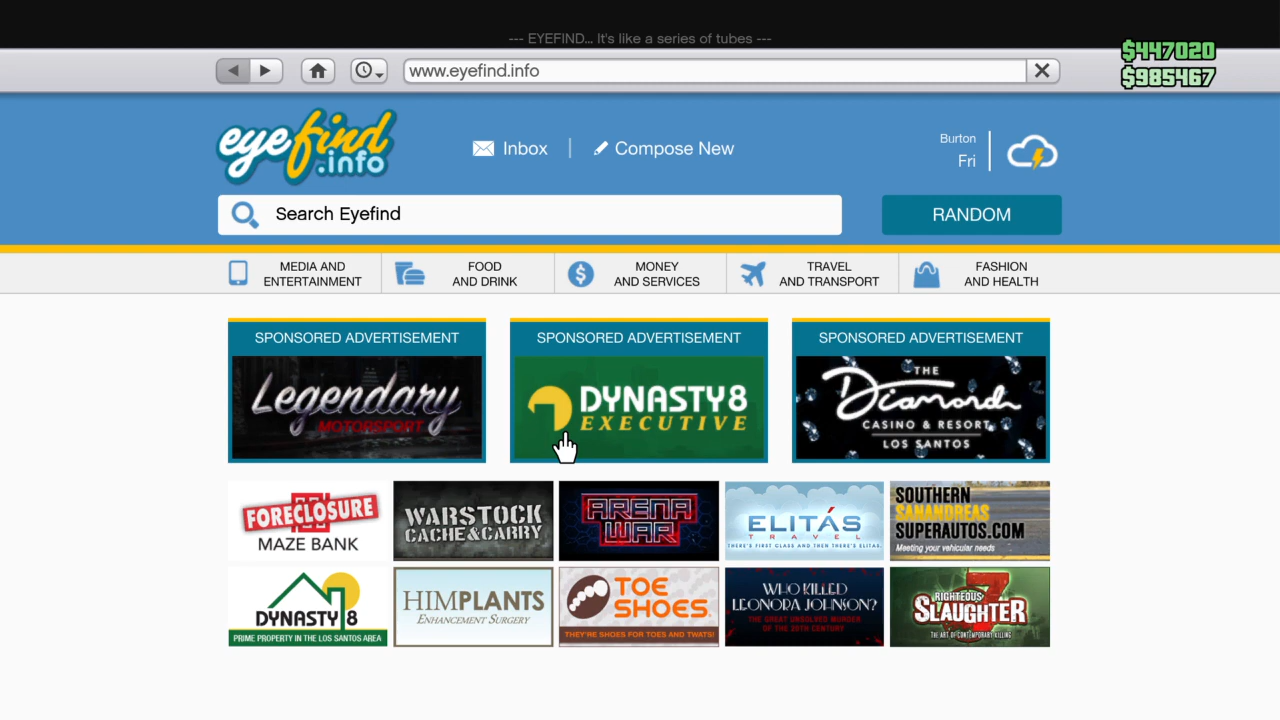 --- EYEFIND... It's like a series of tubes ---
$447020
www.eyefind.info
$985467
eyefind
.info
Inbox
Compose New
Burton
Fri
Search Eyefind
RANDOM
MEDIA AND
ENTERTAINMENT
FOOD
AND DRINK
MONEY
AND SERVICES
TRAVEL
AND TRANSPORT
FASHION
AND HEALTH
SPONSORED ADVERTISEMENT
Legendary
MOTORSPORT
SPONSORED ADVERTISEMENT
DYNASTY 8
EXECUTIVE
SPONSORED ADVERTISEMENT
THE
Diamond
CASINO & RESORT
LOS SANTOS
FORECLOSURE
MAZE BANK
WARSTOCK
CACHE&CARRY
ARENA
WAR
ELITÁS
TRAVEL
THERE'S FIRST CLASS AND THEN THERE'S ELITAS.
SOUTHERN
SANANDREAS
SUPERAUTOS.COM
Meeting your vehicular needs
DYNASTY 8
PRIME PROPERTY IN THE LOS SANTOS AREA
HIMPLANTS
ENHANCEMENT SURGERY
TOE
SHOES
THEY'RE SHOES FOR TOES AND TWATS!
WHO KILLED
LEONORA JOHNSON?
THE GREAT UNSOLVED MURDER
OF THE 20TH CENTURY
RIGHTEOUS
SLAUGHTER
7
THE ART OF CONTEMPORARY KILLING